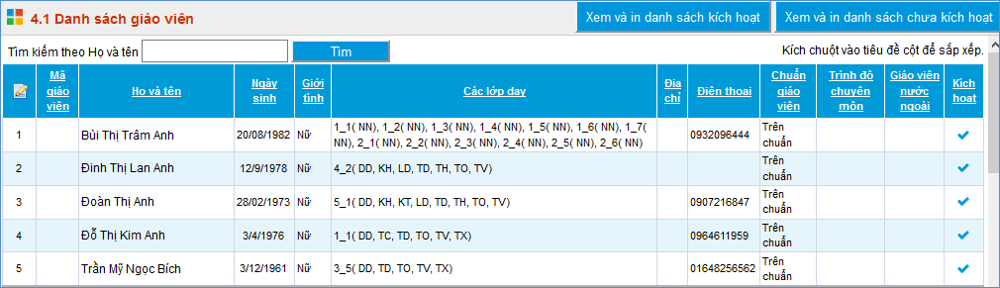 4.1 Danh sách giáo viên
Xem và in danh sách kích hoạt
Xem và in danh sách chưa kích hoạt
Tìm kiếm theo Họ và tên
Tìm
Kích chuột vào tiêu đề cột để sắp xếp.
Mã giáo viên
Họ và tên
Ngày sinh
Giới tính
Các lớp dạy
Địa chỉ
Điện thoại
Chuẩn giáo viên
Trình độ chuyên môn
Giáo viên nước ngoài
Kích hoạt
1 Bùi Thị Trâm Anh 20/08/1982 Nữ 1_1( NN), 1_2( NN), 1_3( NN), 1_4( NN), 1_5( NN), 1_6( NN), 1_7(
NN), 2_1( NN), 2_2( NN), 2_3( NN), 2_4( NN), 2_5( NN), 2_6( NN)
0932096444 Trên
chuẩn
2 Đinh Thị Lan Anh 12/9/1978 Nữ 4_2( DD, KH, LD, TD, TH, TO, TV) Trên
chuẩn
3 Đoàn Thị Anh 28/02/1973 Nữ 5_1( DD, KH, KT, LD, TD, TH, TO, TV) 0907216847 Trên
chuẩn
4 Đỗ Thị Kim Anh 3/4/1976 Nữ 1_1( DD, TC, TD, TO, TV, TX) 0964611959 Trên
chuẩn
5 Trần Mỹ Ngọc Bích 3/12/1961 Nữ 3_5( DD, TD, TO, TV, TX) 01648256562 Trên
chuẩn